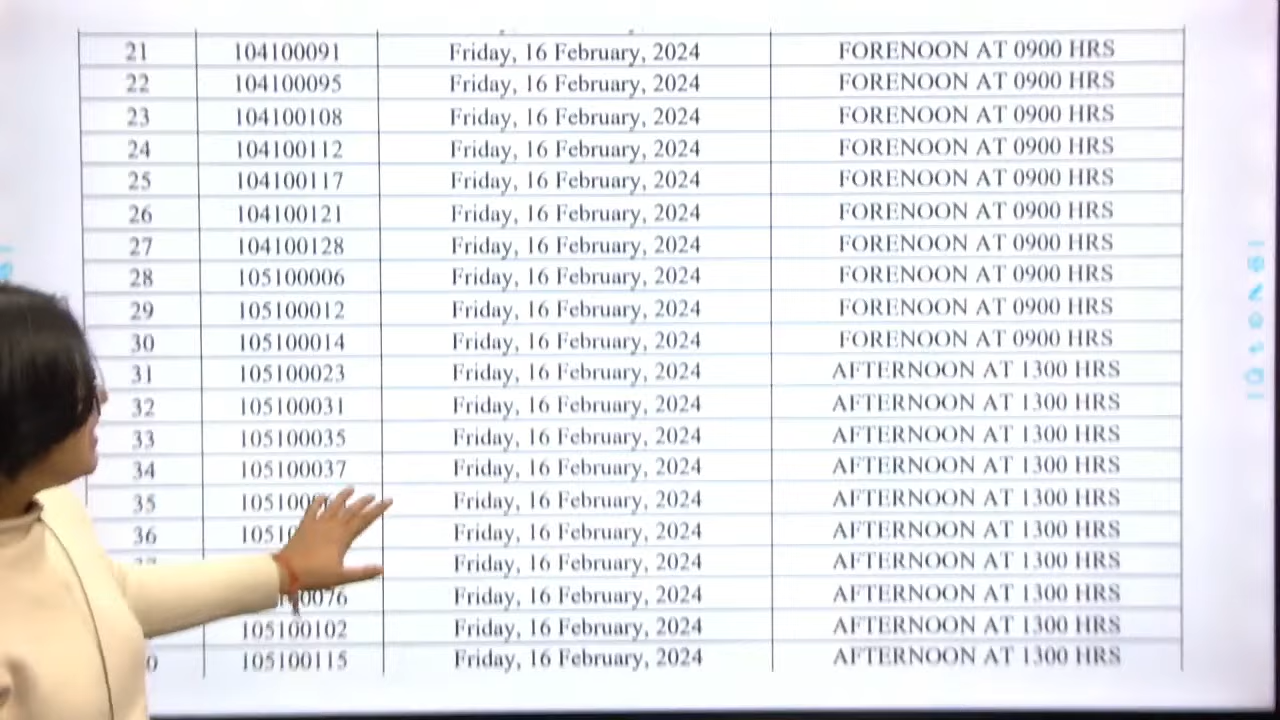 21 104100091 Friday, 16 February, 2024 FORENOON AT 0900 HRS
22 104100095 Friday, 16 February, 2024 FORENOON AT 0900 HRS
23 104100108 Friday, 16 February, 2024 FORENOON AT 0900 HRS
24 104100112 Friday, 16 February, 2024 FORENOON AT 0900 HRS
25 104100117 Friday, 16 February, 2024 FORENOON AT 0900 HRS
26 104100121 Friday, 16 February, 2024 FORENOON AT 0900 HRS
27 104100128 Friday, 16 February, 2024 FORENOON AT 0900 HRS
28 105100006 Friday, 16 February, 2024 FORENOON AT 0900 HRS
29 105100012 Friday, 16 February, 2024 FORENOON AT 0900 HRS
30 105100014 Friday, 16 February, 2024 FORENOON AT 0900 HRS
31 105100023 Friday, 16 February, 2024 AFTERNOON AT 1300 HRS
32 105100031 Friday, 16 February, 2024 AFTERNOON AT 1300 HRS
33 105100035 Friday, 16 February, 2024 AFTERNOON AT 1300 HRS
34 105100037 Friday, 16 February, 2024 AFTERNOON AT 1300 HRS
35 Friday, 16 February, 2024 AFTERNOON AT 1300 HRS
36 Friday, 16 February, 2024 AFTERNOON AT 1300 HRS
Friday, 16 February, 2024 AFTERNOON AT 1300 HRS
Friday, 16 February, 2024 AFTERNOON AT 1300 HRS
105100102 Friday, 16 February, 2024 AFTERNOON AT 1300 HRS
105100115 Friday, 16 February, 2024 AFTERNOON AT 1300 HRS